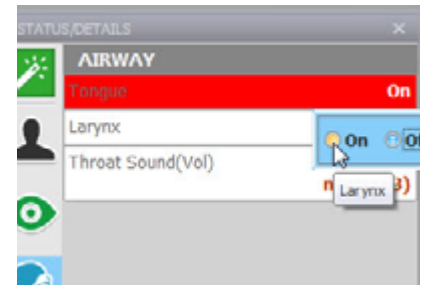 STATUS/DETAILS
AIRWAY
Tongue On
Larynx On
Throat Sound(Vol)
Larynx